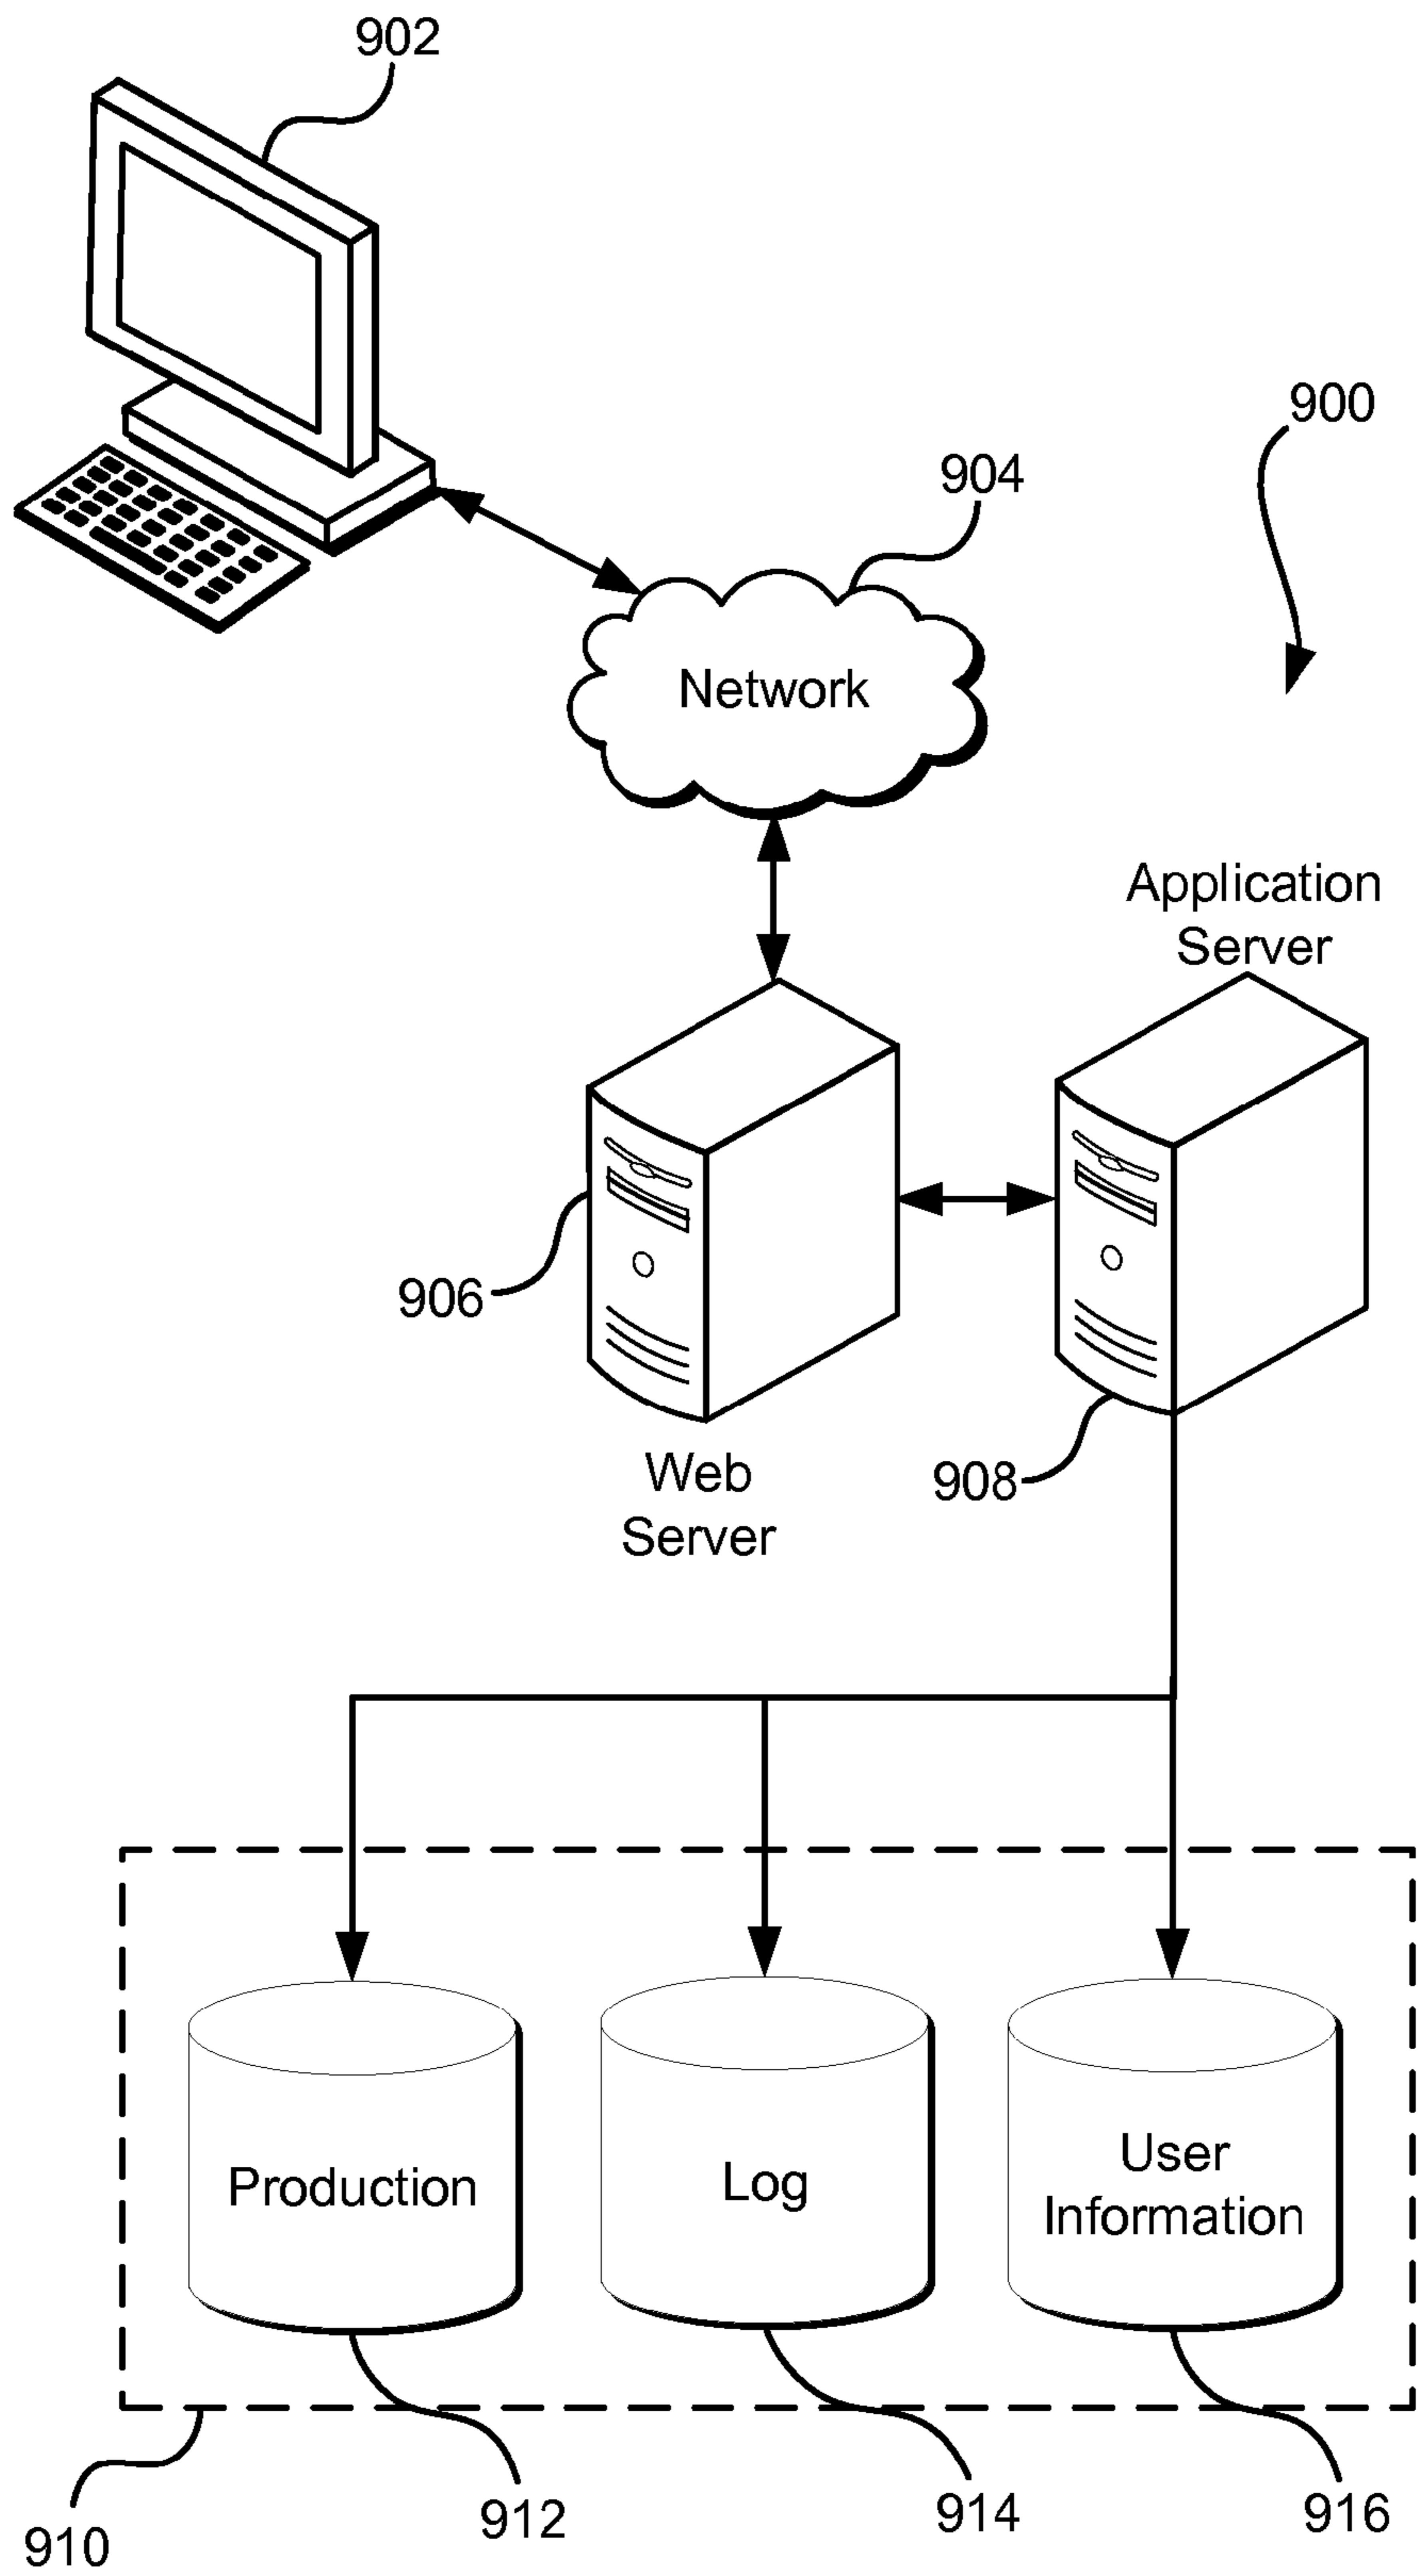 902
900
904
Network
Application
Server
906
908
Web
Server
Production
Log
User
Information
910
912
914
916